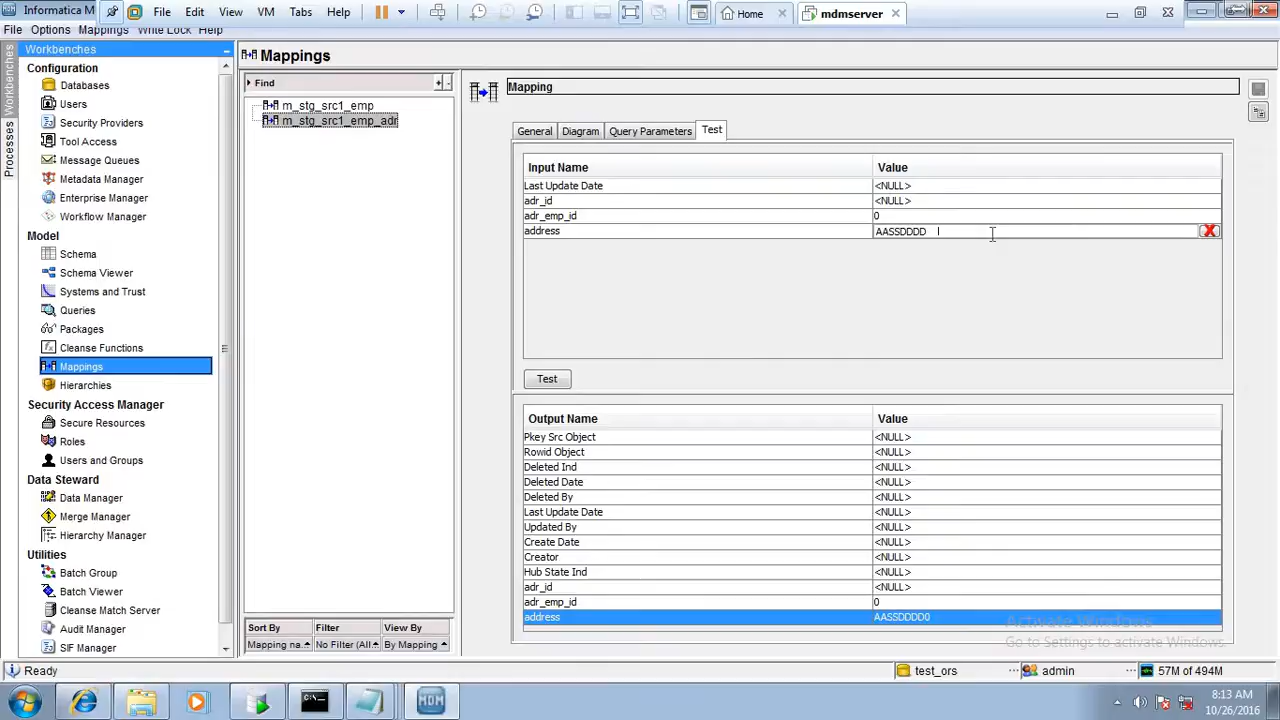 Informatica M
File Edit View VM Tabs Help
Home
mdmserver
File Options Mappings Write Lock Help
Workbenches
Processes
Workbenches
Configuration
Databases
Users
Security Providers
Tool Access
Message Queues
Metadata Manager
Enterprise Manager
Workflow Manager
Model
Schema
Schema Viewer
Systems and Trust
Queries
Packages
Cleanse Functions
Mappings
Hierarchies
Security Access Manager
Secure Resources
Roles
Users and Groups
Data Steward
Data Manager
Merge Manager
Hierarchy Manager
Utilities
Batch Group
Batch Viewer
Cleanse Match Server
Audit Manager
SIF Manager
Mappings
Find
m_stg_src1_emp
m_stg_src1_emp_adr
Sort By Filter View By
Mapping na... No Filter (All By Mapping
Mapping
General Diagram Query Parameters Test
Input Name Value
Last Update Date <NULL>
adr_id <NULL>
adr_emp_id 0
address AASSDDDD
Test
Output Name Value
Pkey Src Object <NULL>
Rowid Object <NULL>
Deleted Ind <NULL>
Deleted Date <NULL>
Deleted By <NULL>
Last Update Date <NULL>
Updated By <NULL>
Create Date <NULL>
Creator <NULL>
Hub State Ind <NULL>
adr_id <NULL>
adr_emp_id 0
address AASSDDDD0
Activate Windows
Go to Settings to activate Windows.
Ready
test_ors
admin
57M of 494M
C:\
MDM
8:13 AM
10/26/2016